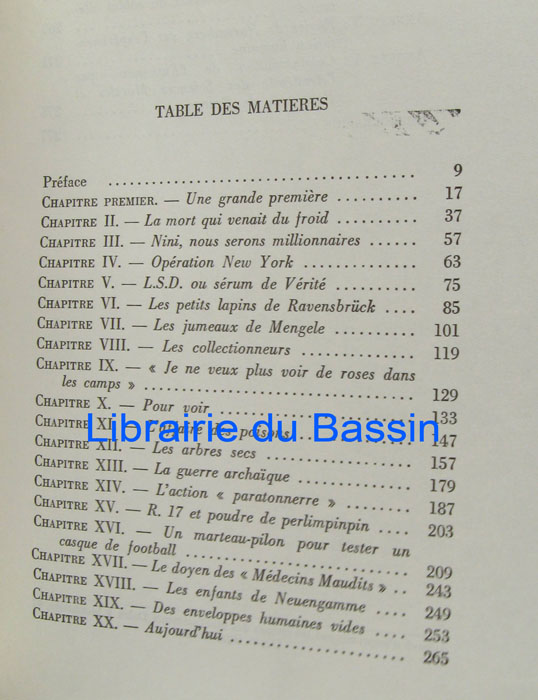 TABLE DES MATIERES
Préface ........................................ 9
CHAPITRE PREMIER. — Une grande première .......... 17
CHAPITRE II. — La mort qui venait du froid ........ 37
CHAPITRE III. — Nini, nous serons millionnaires ...... 57
CHAPITRE IV. — Opération New York ............... 63
CHAPITRE V. — L.S.D. ou sérum de Vérité .......... 75
CHAPITRE VI. — Les petits lapins de Ravensbrück .... 85
CHAPITRE VII. — Les jumeaux de Mengele .......... 101
CHAPITRE VIII. — Les collectionneurs ............... 119
CHAPITRE IX. — « Je ne veux plus voir de roses dans
les camps » ................................... 129
CHAPITRE X. — Pour voir ......................... 133
CHAPITRE XI. — des poisons ............ 147
Librairie du Bassin
CHAPITRE XII. — Les arbres secs .................. 157
CHAPITRE XIII. — La guerre archaïque ............. 179
CHAPITRE XIV. — L'action « paratonnerre » ......... 187
CHAPITRE XV. — R. 17 et poudre de perlimpinpin .... 203
CHAPITRE XVI. — Un marteau-pilon pour tester un
casque de football ............................. 209
CHAPITRE XVII. — Le doyen des « Médecins Maudits » .. 243
CHAPITRE XVIII. — Les enfants de Neuengamme ...... 249
CHAPITRE XIX. — Des enveloppes humaines vides ..... 253
CHAPITRE XX. — Aujourd'hui ...................... 265